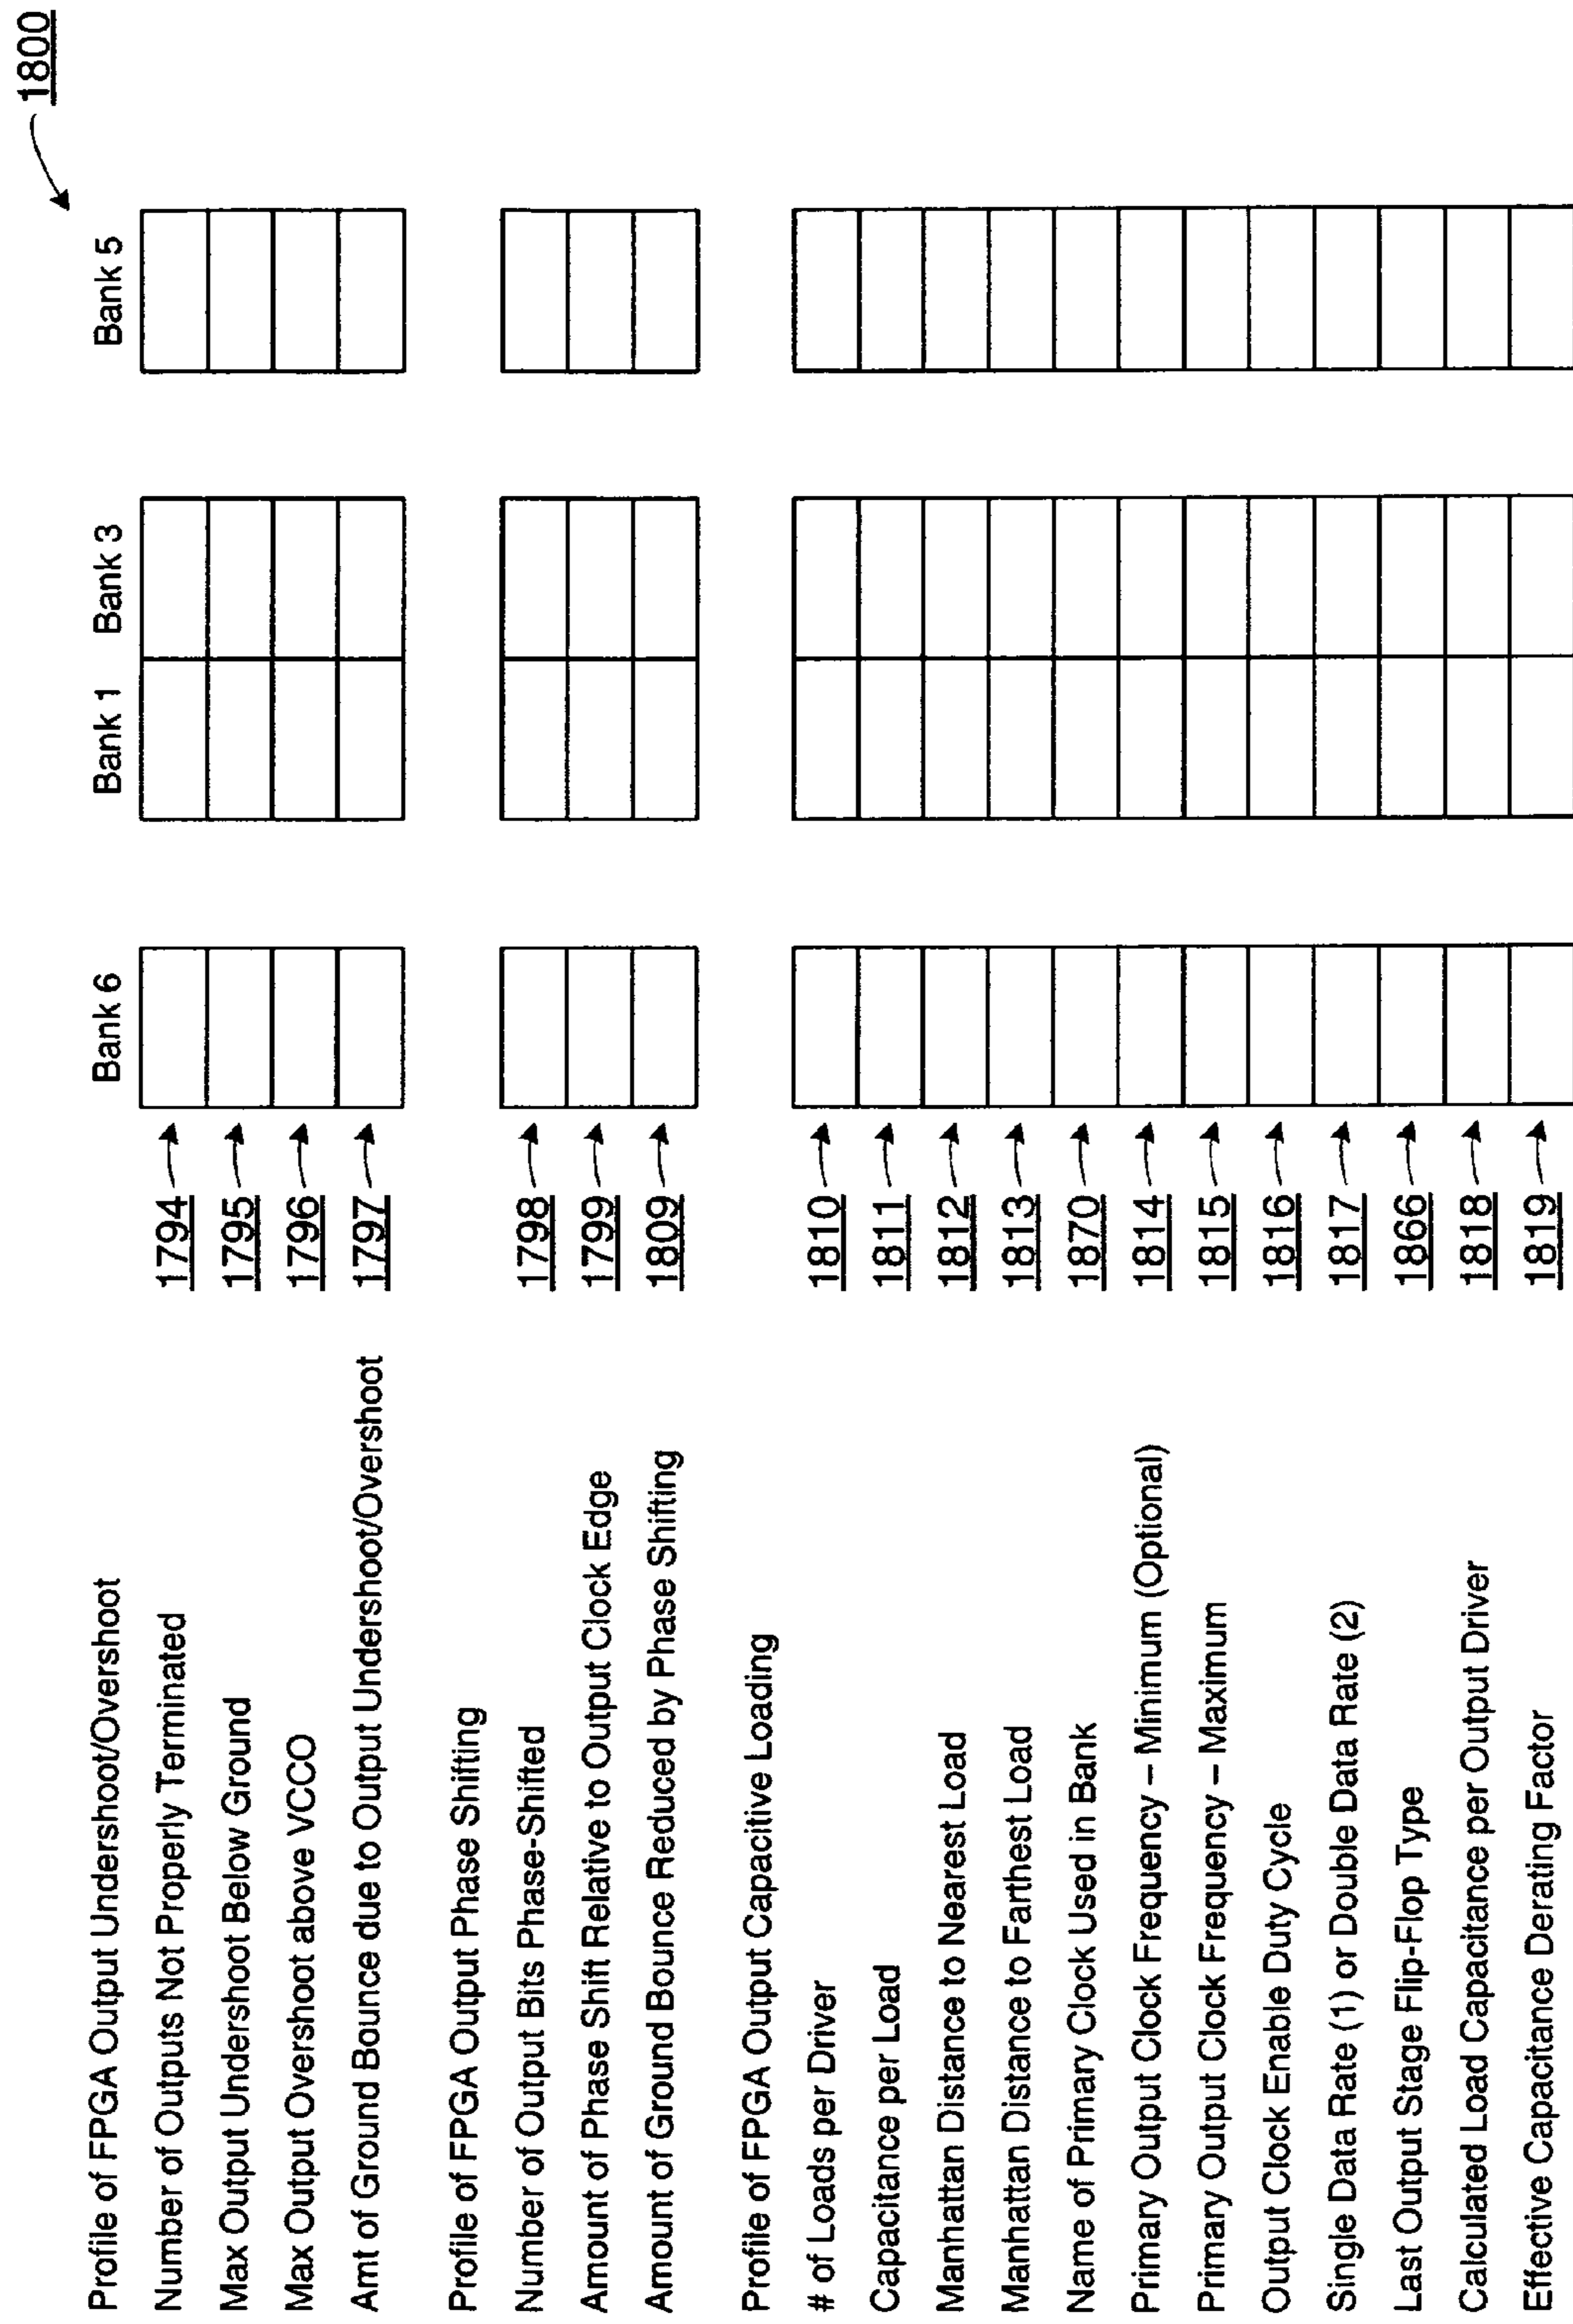 1800
Bank 6 Bank 1 Bank 3 Bank 5
Profile of FPGA Output Undershoot/Overshoot
Number of Outputs Not Properly Terminated 1794
Max Output Undershoot Below Ground 1795
Max Output Overshoot above VCCO 1796
Amt of Ground Bounce due to Output Undershoot/Overshoot 1797
Profile of FPGA Output Phase Shifting
Number of Output Bits Phase-Shifted 1798
Amount of Phase Shift Relative to Output Clock Edge 1799
Amount of Ground Bounce Reduced by Phase Shifting 1809
Profile of FPGA Output Capacitive Loading
# of Loads per Driver 1810
Capacitance per Load 1811
Manhattan Distance to Nearest Load 1812
Manhattan Distance to Farthest Load 1813
Name of Primary Clock Used in Bank 1870
Primary Output Clock Frequency – Minimum (Optional) 1814
Primary Output Clock Frequency – Maximum 1815
Output Clock Enable Duty Cycle 1816
Single Data Rate (1) or Double Data Rate (2) 1817
Last Output Stage Flip-Flop Type 1866
Calculated Load Capacitance per Output Driver 1818
Effective Capacitance Derating Factor 1819